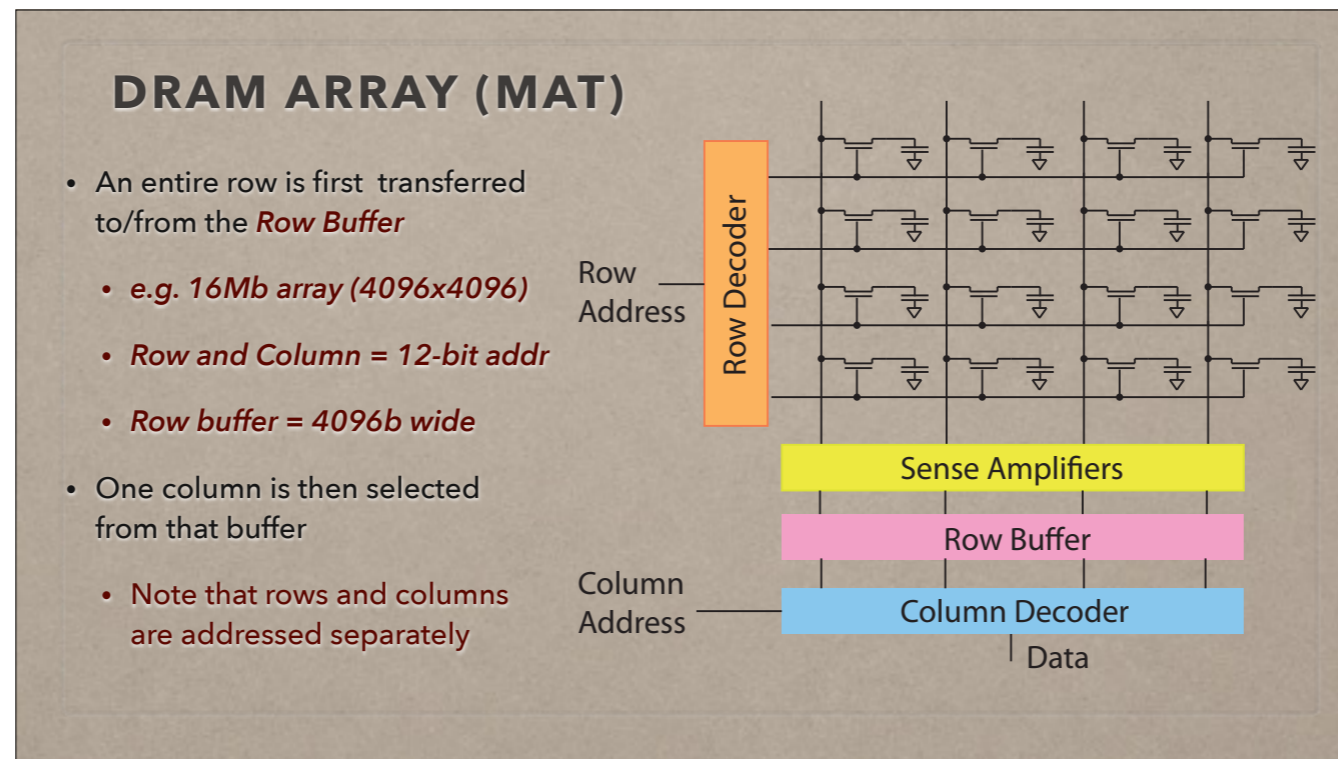 DRAM ARRAY (MAT)
• An entire row is first transferred
to/from the Row Buffer
• e.g. 16Mb array (4096x4096)
• Row and Column = 12-bit addr
• Row buffer = 4096b wide
• One column is then selected
from that buffer
• Note that rows and columns
are addressed separately
Row
Address
Row Decoder
Sense Amplifiers
Row Buffer
Column
Address
Column Decoder
Data